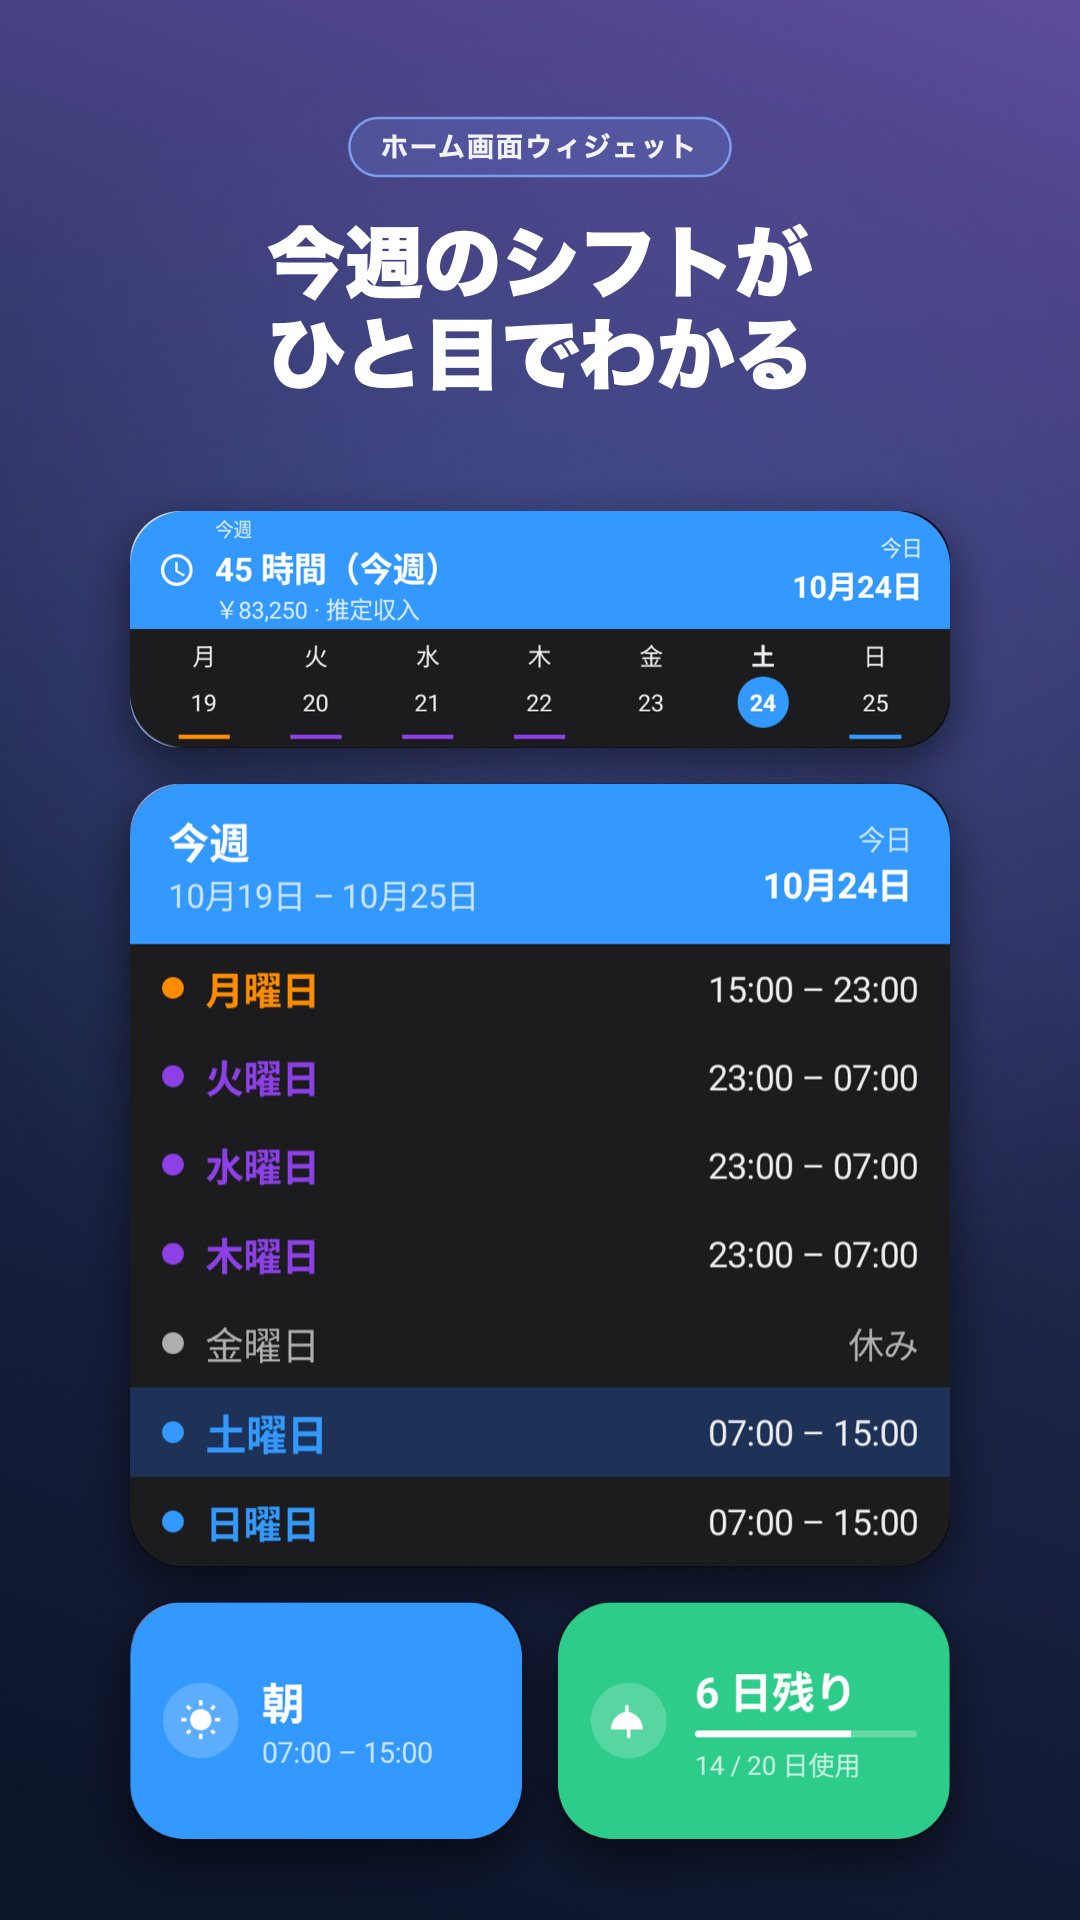 ホーム画面ウィジェット
今週のシフトが
ひと目でわかる
今週
45 時間（今週）
￥83,250 · 推定収入
今日
10月24日
月 火 水 木 金 土 日
19 20 21 22 23 24 25
今週
10月19日 – 10月25日
今日
10月24日
月曜日 15:00 – 23:00
火曜日 23:00 – 07:00
水曜日 23:00 – 07:00
木曜日 23:00 – 07:00
金曜日 休み
土曜日 07:00 – 15:00
日曜日 07:00 – 15:00
朝
07:00 – 15:00
6 日残り
14 / 20 日使用